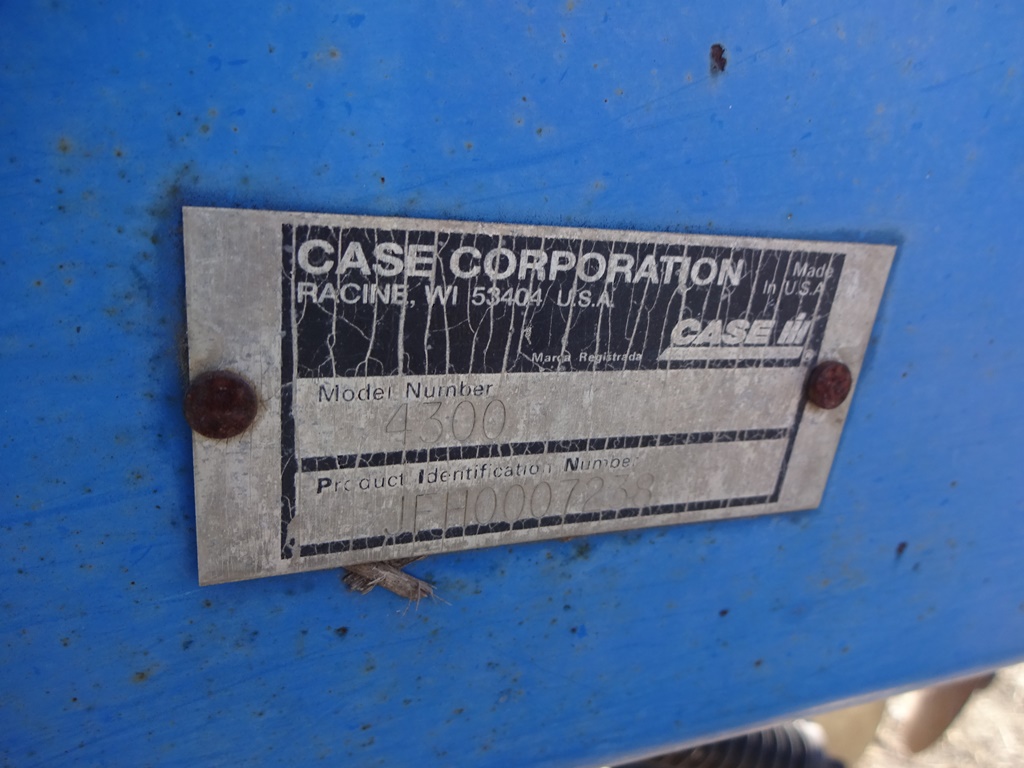 CASE CORPORATION
Made
RACINE, WI 53404 U.S.A.
In U.S.A.
CASE IH
Marca Registrada
Model Number
4300
Product Identification Number